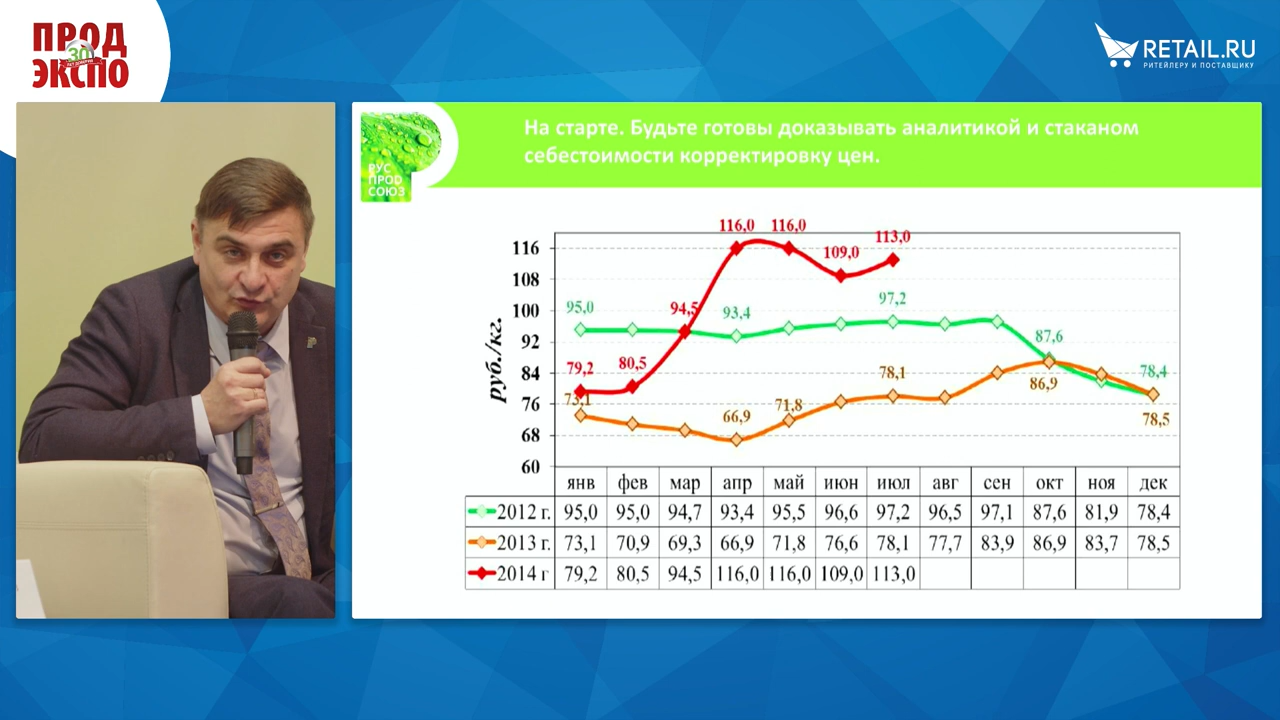 ПРОД
30
ЛЕТ ДОВЕРИЯ
ЭКСПО
RETAIL.RU
РИТЕЙЛЕРУ И ПОСТАВЩИКУ
РУС
ПРОД
СОЮЗ
На старте. Будьте готовы доказывать аналитикой и стаканом
себестоимости корректировку цен.
руб./кг.
116
108
100
92
84
76
68
60
116,0 116,0
113,0
109,0
95,0
94,5
93,4
97,2
87,6
79,2
80,5
78,1
86,9
78,4
73,1
66,9
71,8
78,5
янв фев мар апр май июн июл авг сен окт ноя дек
2012 г. 95,0 95,0 94,7 93,4 95,5 96,6 97,2 96,5 97,1 87,6 81,9 78,4
2013 г. 73,1 70,9 69,3 66,9 71,8 76,6 78,1 77,7 83,9 86,9 83,7 78,5
2014 г 79,2 80,5 94,5 116,0 116,0 109,0 113,0